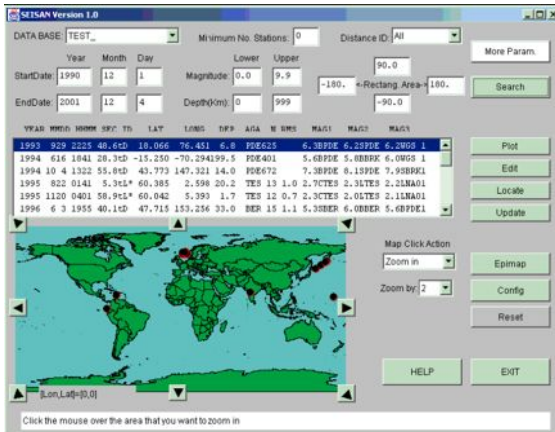 SEISAN Version 1.0
DATA BASE: TEST_ Minimum No. Stations: 0 Distance ID: All
More Param.
Year Month Day Lower Upper 90.0
StartDate: 1990 12 1 Magnitude: 0.0 9.9 -180. <-Rectang. Area-> 180. Search
EndDate: 2001 12 4 Depth(Km): 0 999 -90.0
YEAR MMDD HHMM SEC ID LAT LONG DEP AGA N RMS MAG1 MAG2 MAG3
1993 929 2225 48.6tD 18.066 76.451 6.8 PDE625 6.3BPDE 6.2SPDE 6.2WGS 1
1994 616 1841 28.3tD -15.250 -70.294199.5 PDE401 5.6BPDE 5.8BBRK 6.0WGS 1
1994 10 4 1322 55.8tD 43.773 147.321 14.0 PDE672 7.3BPDE 8.1SPDE 7.9SBRK1
1995 822 0141 5.3tL* 60.385 2.598 20.2 TES 13 1.0 2.7CTES 2.3LTES 2.2LNAO1
1995 1120 0401 58.9tL* 60.042 5.393 1.7 TES 12 0.7 2.3CTES 2.0LTES 2.1LNAO1
1996 6 3 1955 40.1tD 47.715 153.256 33.0 BER 15 1.1 5.3SBER 6.0BBER 5.6BPDE1
Plot
Edit
Locate
Update
Map Click Action
Zoom in
Zoom by: 2
Epimap
Config
Reset
HELP EXIT
[Lon,Lat]=[0,0]
Click the mouse over the area that you want to zoom in